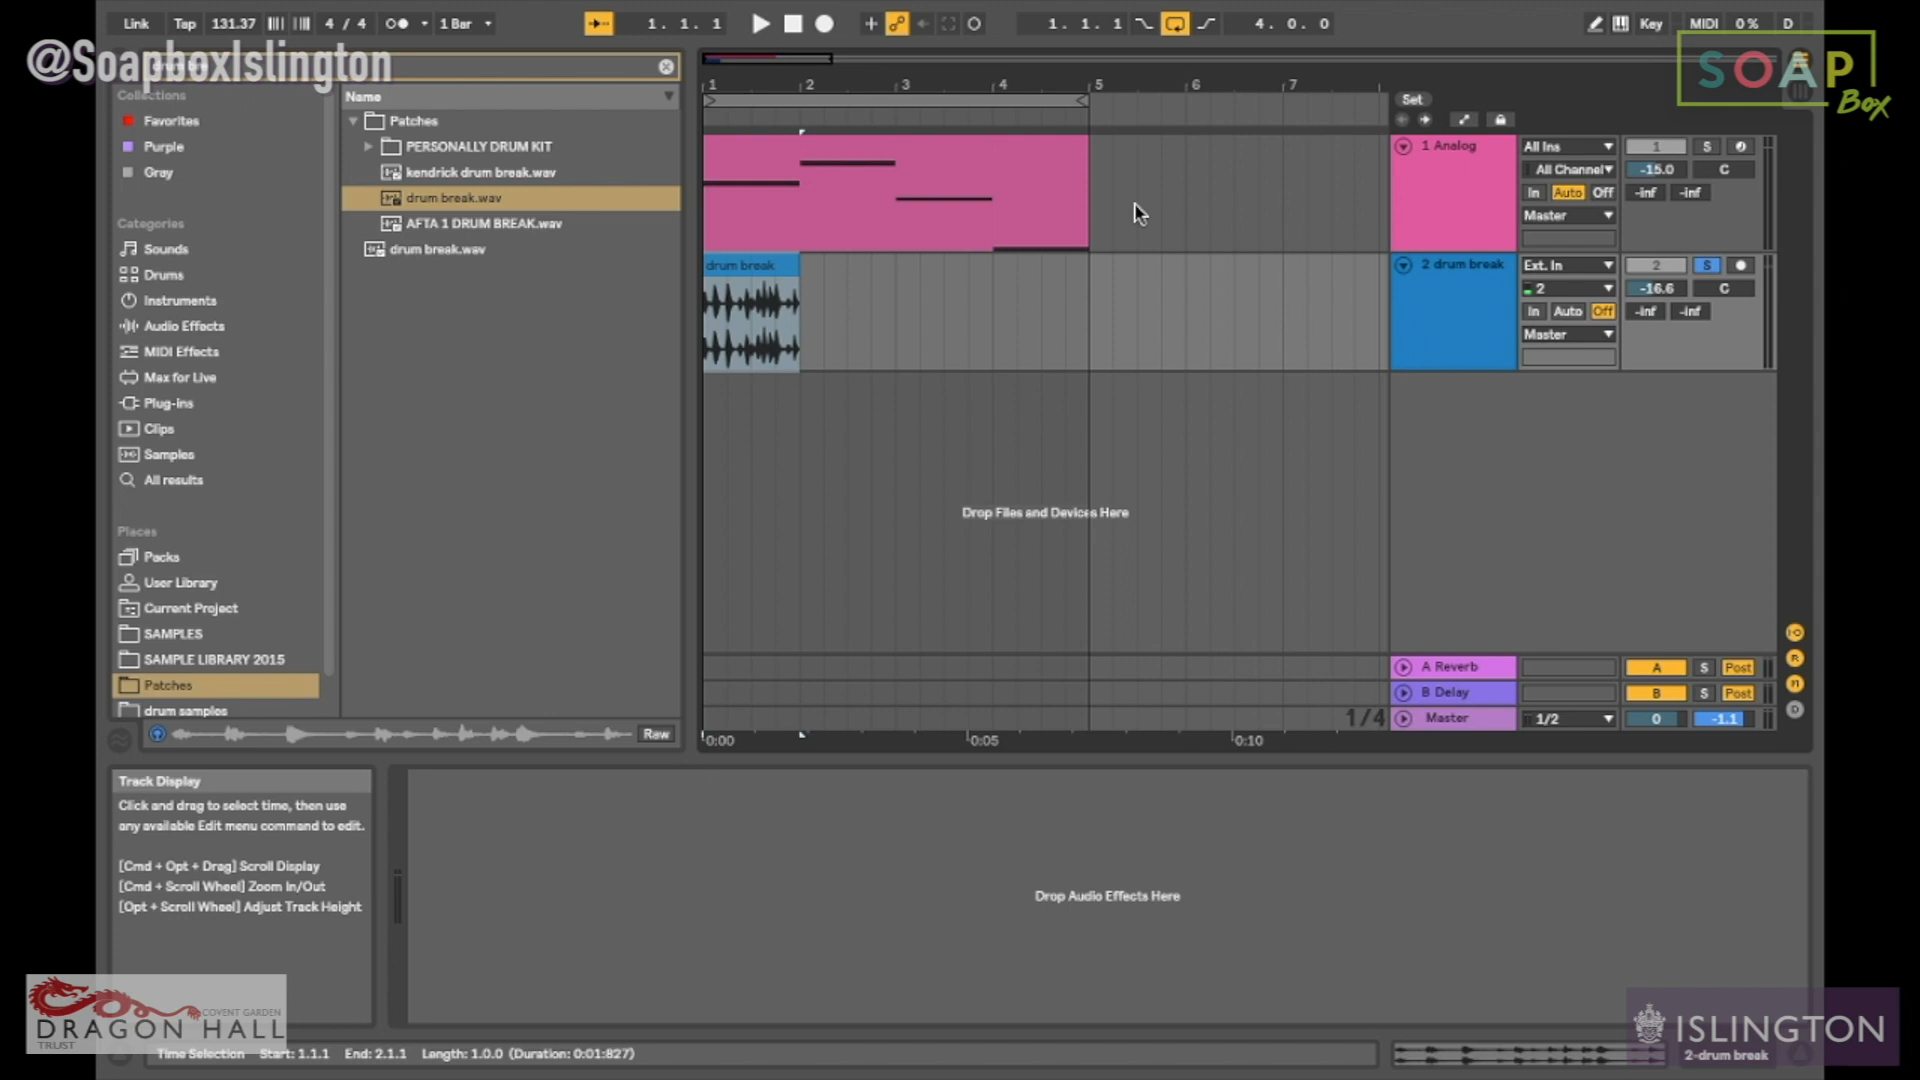 Link Tap 131.37 4 / 4 1 Bar 1. 1. 1 1. 1. 1 4. 0. 0 Key MIDI 0% D
@SoapboxIslington
SOAP
Box
Collections
Favorites
Purple
Gray
Categories
Sounds
Drums
Instruments
Audio Effects
MIDI Effects
Max for Live
Plug-ins
Clips
Samples
All results
Places
Packs
User Library
Current Project
SAMPLES
SAMPLE LIBRARY 2015
Patches
drum samples
Name
Patches
PERSONALLY DRUM KIT
kendrick drum break.wav
drum break.wav
AFTA 1 DRUM BREAK.wav
drum break.wav
Raw
1 2 3 4 5 6 7
drum break
Drop Files and Devices Here
1/4
0:00 0:05 0:10
Set
1 Analog All Ins 1 S
All Channel -15.0 C
In Auto Off -inf -inf
Master
2 drum break Ext. In 2 S
2 -16.6 C
In Auto Off -inf -inf
Master
A Reverb A S Post
B Delay B S Post
Master 1/2 0 -1.1
Track Display
Click and drag to select time, then use
any available Edit menu command to edit.
[Cmd + Opt + Drag] Scroll Display
[Cmd + Scroll Wheel] Zoom In/Out
[Opt + Scroll Wheel] Adjust Track Height
Drop Audio Effects Here
COVENT GARDEN
DRAGON HALL
TRUST
Time Selection Start: 1.1.1 End: 2.1.1 Length: 1.0.0 (Duration: 0:01:827)
ISLINGTON
2-drum break